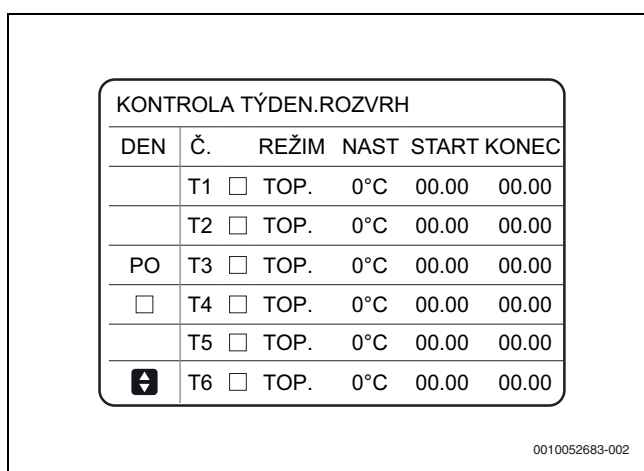 KONTROLA TÝDEN.ROZVRH
DEN Č. REŽIM NAST START KONEC
T1 ☐ TOP. 0°C 00.00 00.00
T2 ☐ TOP. 0°C 00.00 00.00
PO T3 ☐ TOP. 0°C 00.00 00.00
☐ T4 ☐ TOP. 0°C 00.00 00.00
T5 ☐ TOP. 0°C 00.00 00.00
T6 ☐ TOP. 0°C 00.00 00.00
0010052683-002